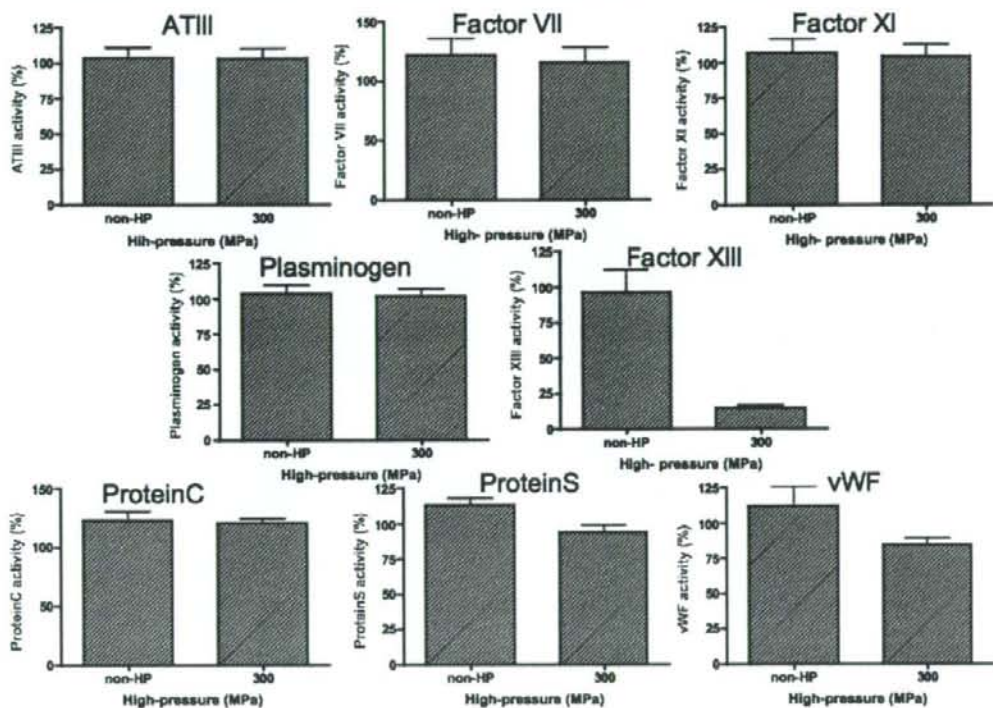 ATIII
ATIII activity (%)
125
100
75
50
25
0
non-HP 300
Hih-pressure (MPa)
Factor VII
Factor VII activity (%)
150
100
50
0
non-HP 300
High- pressure (MPa)
Factor XI
Factor XI activity (%)
125
100
75
50
25
0
non-HP 300
High- pressure (MPa)
Plasminogen
Plasminogen activity (%)
125
100
75
50
25
0
non-HP 300
High-pressure (MPa)
Factor XIII
Factor XIII activity (%)
125
100
75
50
25
0
non-HP 300
High- pressure (MPa)
ProteinC
ProteinC activity (%)
150
100
50
0
non-HP 300
High-pressure (MPa)
ProteinS
ProteinS activity (%)
125
100
75
50
25
0
non-HP 300
High-pressure (MPa)
vWF
vWF activity (%)
125
100
75
50
25
0
non-HP 300
High-pressure (MPa)